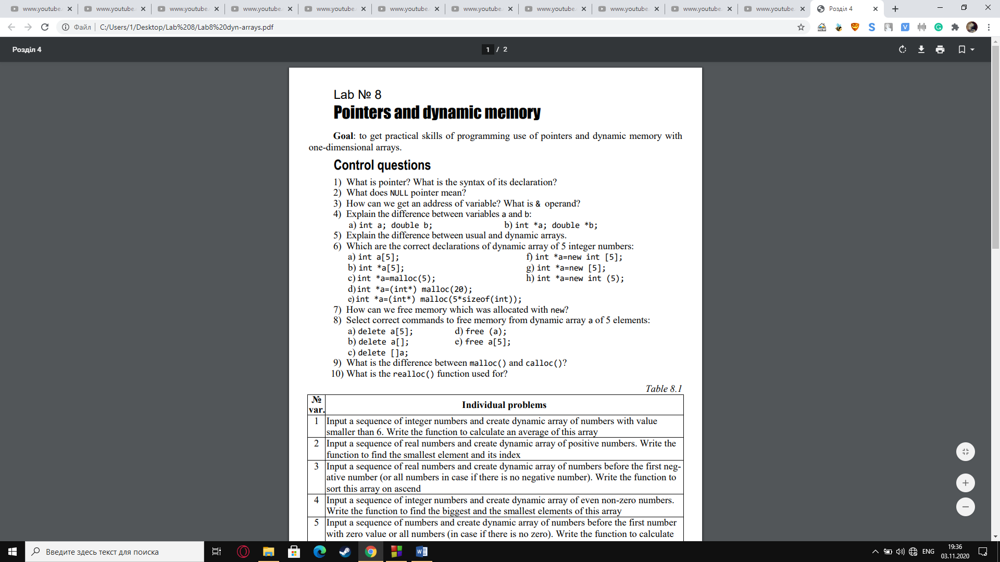 www.youtube. www.youtube. www.youtube. www.youtube. www.youtube. www.youtube. www.youtube. www.youtube. www.youtube. www.youtube. www.youtube. Розділ 4
Файл C:/Users/1/Desktop/Lab%208/Lab8%20dyn-arrays.pdf
Розділ 4
1 / 2
Lab № 8
Pointers and dynamic memory
Goal: to get practical skills of programming use of pointers and dynamic memory with
one-dimensional arrays.
Control questions
1) What is pointer? What is the syntax of its declaration?
2) What does NULL pointer mean?
3) How can we get an address of variable? What is & operand?
4) Explain the difference between variables a and b:
a) int a; double b; b) int *a; double *b;
5) Explain the difference between usual and dynamic arrays.
6) Which are the correct declarations of dynamic array of 5 integer numbers:
a) int a[5]; f) int *a=new int [5];
b) int *a[5]; g) int *a=new [5];
c) int *a=malloc(5); h) int *a=new int (5);
d) int *a=(int*) malloc(20);
e) int *a=(int*) malloc(5*sizeof(int));
7) How can we free memory which was allocated with new?
8) Select correct commands to free memory from dynamic array a of 5 elements:
a) delete a[5]; d) free (a);
b) delete a[]; e) free a[5];
c) delete []a;
9) What is the difference between malloc() and calloc()?
10) What is the realloc() function used for?
Table 8.1
№ var. Individual problems
1 Input a sequence of integer numbers and create dynamic array of numbers with value
smaller than 6. Write the function to calculate an average of this array
2 Input a sequence of real numbers and create dynamic array of positive numbers. Write the
function to find the smallest element and its index
3 Input a sequence of real numbers and create dynamic array of numbers before the first neg-
ative number (or all numbers in case if there is no negative number). Write the function to
sort this array on ascend
4 Input a sequence of integer numbers and create dynamic array of even non-zero numbers.
Write the function to find the biggest and the smallest elements of this array
5 Input a sequence of numbers and create dynamic array of numbers before the first number
with zero value or all numbers (in case if there is no zero). Write the function to calculate
Введите здесь текст для поиска
ENG
19:36
03.11.2020